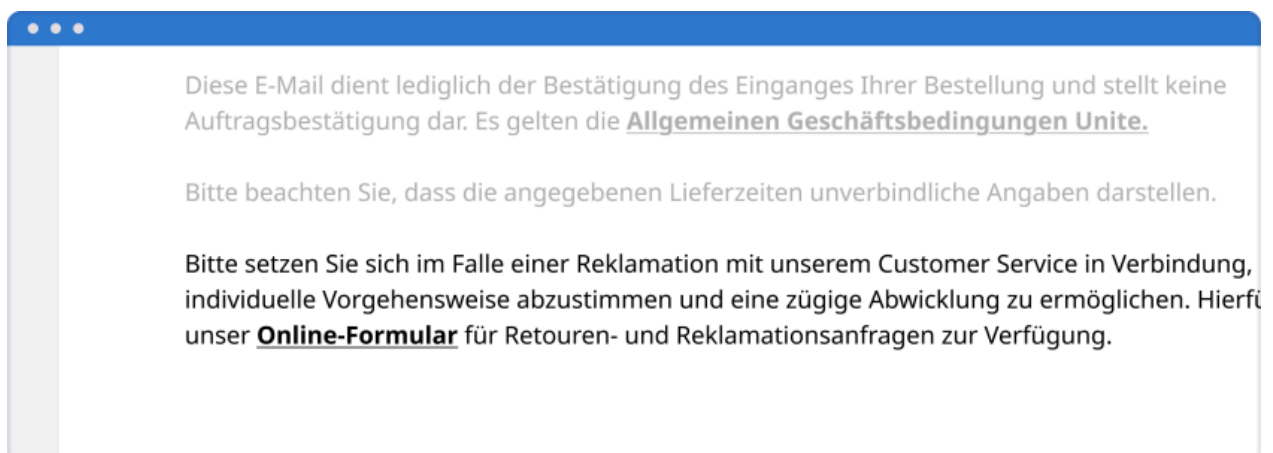 Diese E-Mail dient lediglich der Bestätigung des Einganges Ihrer Bestellung und stellt keine
Auftragsbestätigung dar. Es gelten die Allgemeinen Geschäftsbedingungen Unite.
Bitte beachten Sie, dass die angegebenen Lieferzeiten unverbindliche Angaben darstellen.
Bitte setzen Sie sich im Falle einer Reklamation mit unserem Customer Service in Verbindung,
individuelle Vorgehensweise abzustimmen und eine zügige Abwicklung zu ermöglichen.
unser Online-Formular für Retouren- und Reklamationsanfragen zur Verfügung.